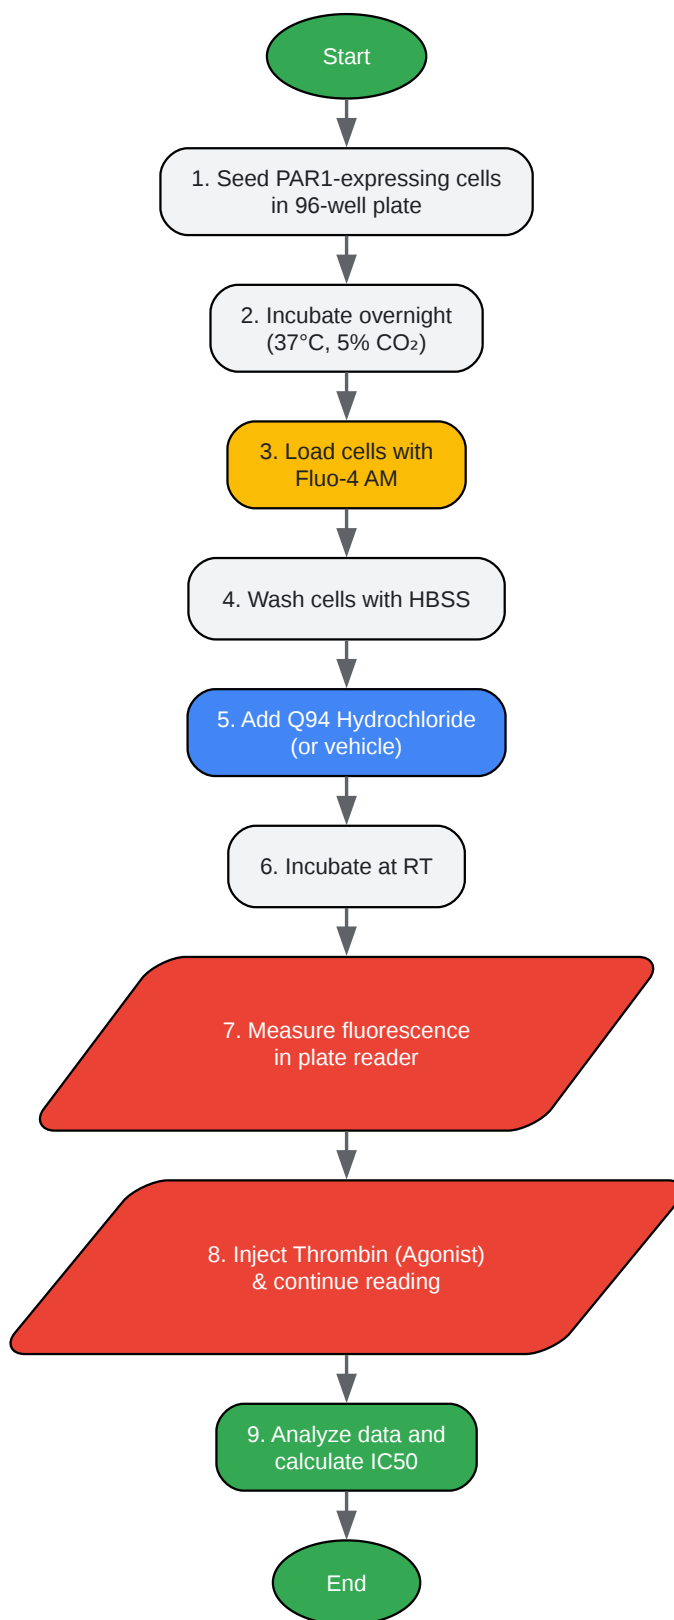 Start
1. Seed PAR1-expressing cells
in 96-well plate
2. Incubate overnight
(37°C, 5% CO₂)
3. Load cells with
Fluo-4 AM
4. Wash cells with HBSS
5. Add Q94 Hydrochloride
(or vehicle)
6. Incubate at RT
7. Measure fluorescence
in plate reader
8. Inject Thrombin (Agonist)
& continue reading
9. Analyze data and
calculate IC50
End